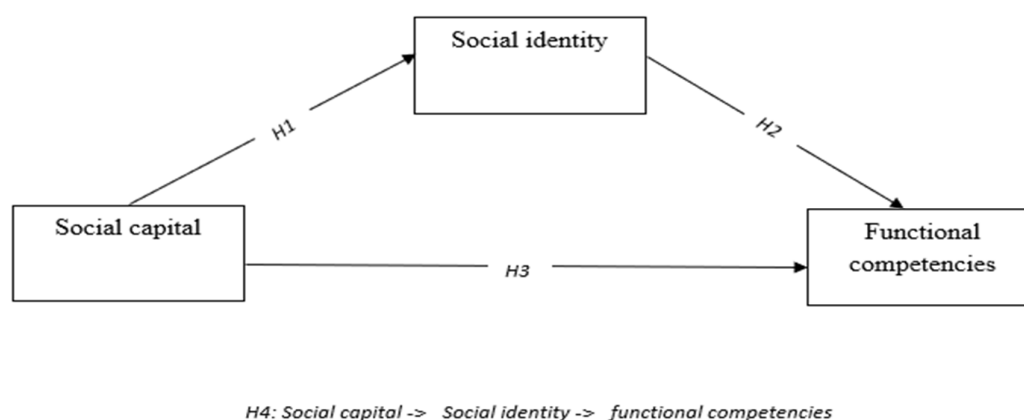 Social identity
H1
H2
Social capital
Functional
competencies
H3
H4: Social capital -> Social identity -> functional competencies